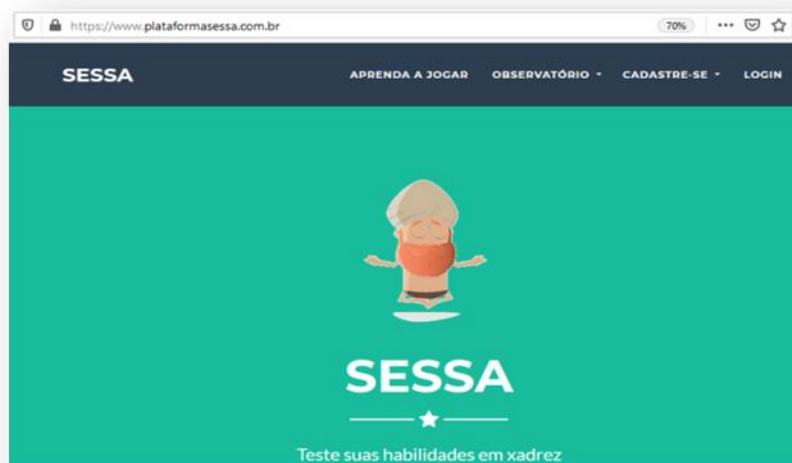 https://www.plataformasessa.com.br 70%
SESSA APRENDA A JOGAR OBSERVATÓRIO CADASTRE-SE LOGIN
SESSA
Teste suas habilidades em xadrez